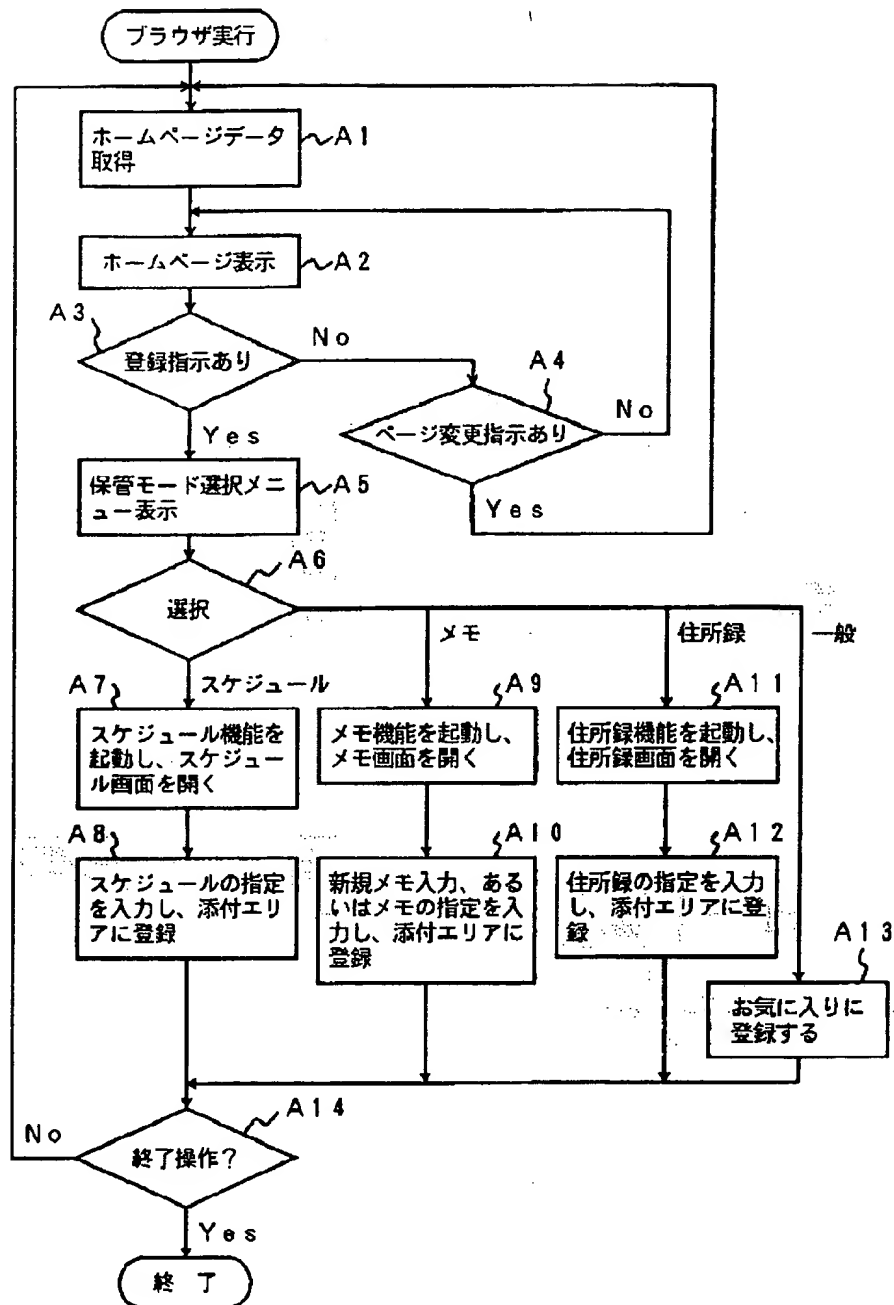 ブラウザ実行
ホームページデータ
取得
A1
ホームページ表示
A2
A3
登録指示あり
No
Yes
A4
ページ変更指示あり
No
Yes
保管モード選択メニ
ュー表示
A5
A6
選択
スケジュール
メモ
住所録
一般
A7
スケジュール機能を
起動し、スケジュー
ル画面を開く
A9
メモ機能を起動し、
メモ画面を開く
A11
住所録機能を起動し、
住所録画面を開く
A8
スケジュールの指定
を入力し、添付エリ
アに登録
A10
新規メモ入力、ある
いはメモの指定を入
力し、添付エリアに
登録
A12
住所録の指定を入力
し、添付エリアに登
録
A13
お気に入りに
登録する
A14
終了操作?
No
Yes
終 了